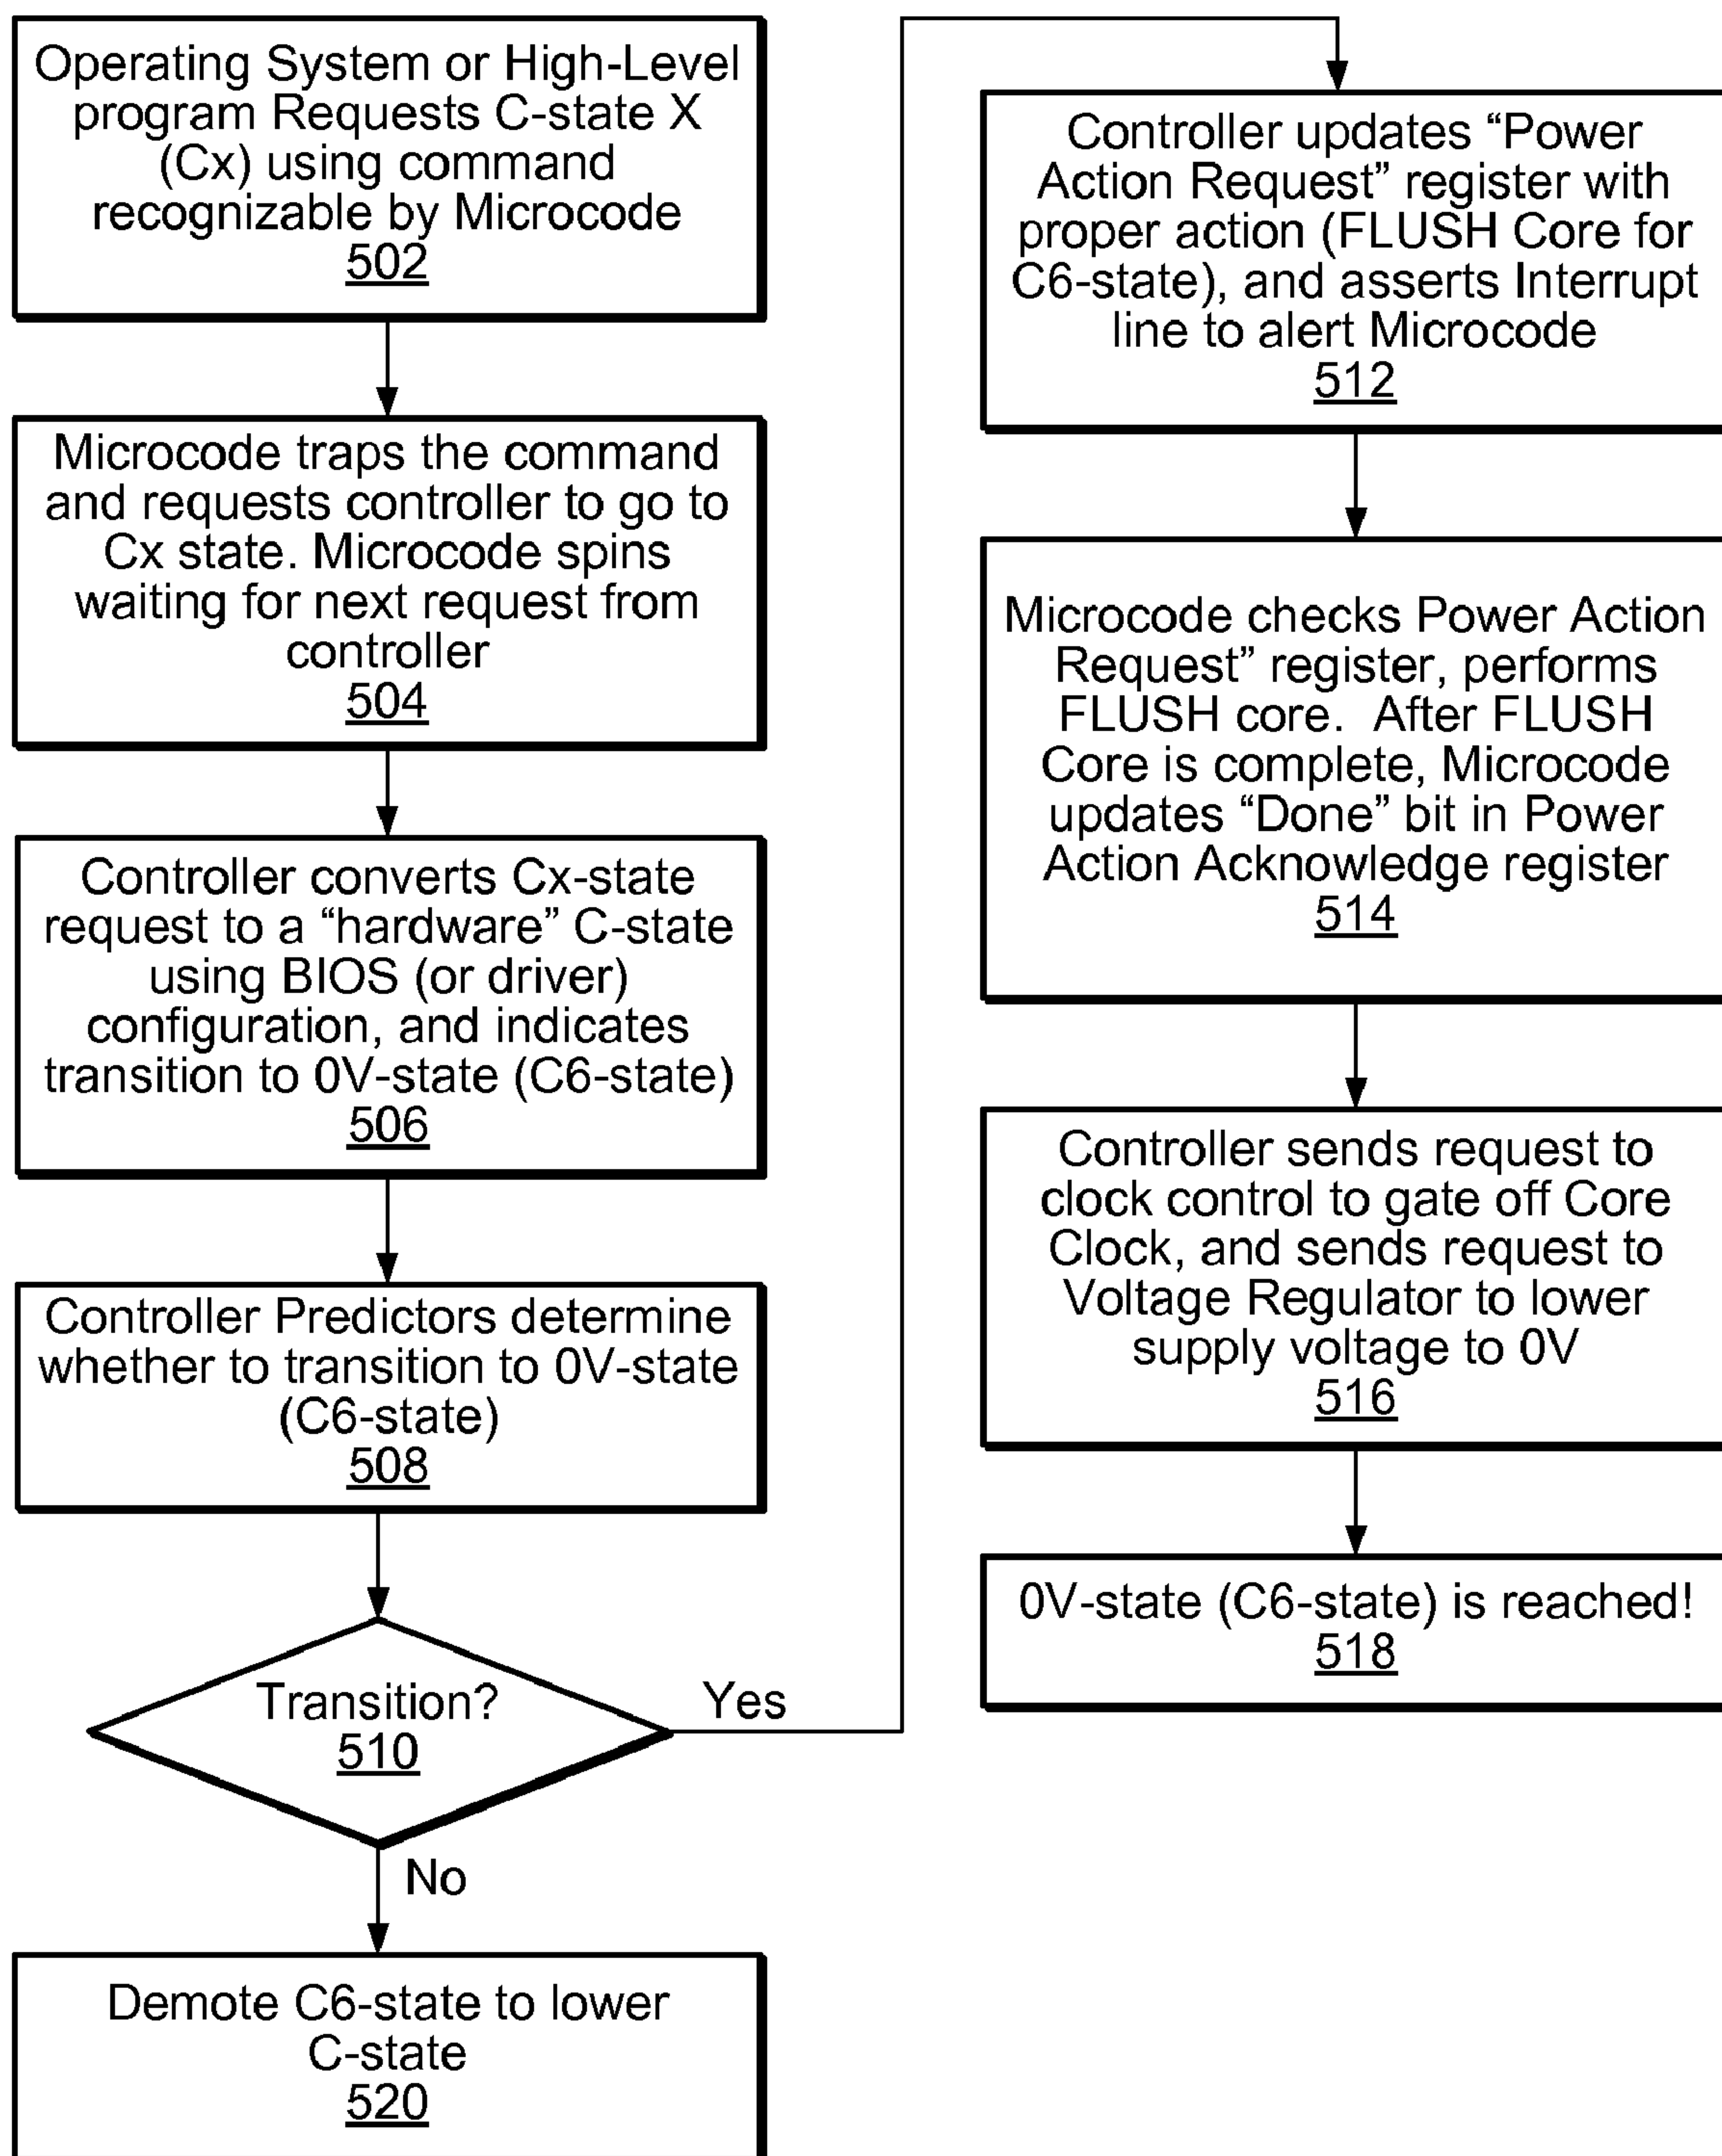 Operating System or High-Level
program Requests C-state X
(Cx) using command
recognizable by Microcode
502
Microcode traps the command
and requests controller to go to
Cx state. Microcode spins
waiting for next request from
controller
504
Controller converts Cx-state
request to a “hardware” C-state
using BIOS (or driver)
configuration, and indicates
transition to 0V-state (C6-state)
506
Controller Predictors determine
whether to transition to 0V-state
(C6-state)
508
Transition?
510
Yes
No
Demote C6-state to lower
C-state
520
Controller updates “Power
Action Request” register with
proper action (FLUSH Core for
C6-state), and asserts Interrupt
line to alert Microcode
512
Microcode checks Power Action
Request” register, performs
FLUSH core. After FLUSH
Core is complete, Microcode
updates “Done” bit in Power
Action Acknowledge register
514
Controller sends request to
clock control to gate off Core
Clock, and sends request to
Voltage Regulator to lower
supply voltage to 0V
516
0V-state (C6-state) is reached!
518